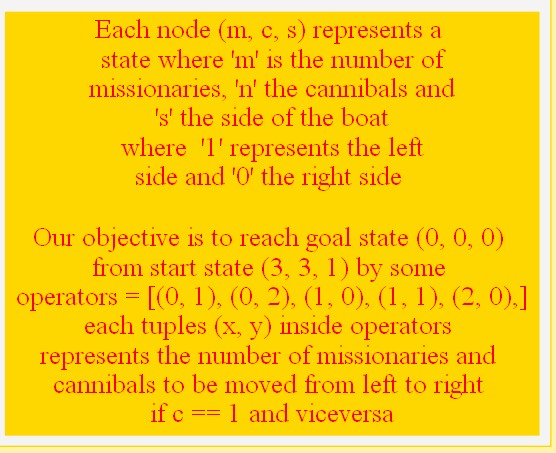 Each node (m, c, s) represents a
state where 'm' is the number of
missionaries, 'n' the cannibals and
's' the side of the boat
where '1' represents the left
side and '0' the right side
Our objective is to reach goal state (0, 0, 0)
from start state (3, 3, 1) by some
operators = [(0, 1), (0, 2), (1, 0), (1, 1), (2, 0),]
each tuples (x, y) inside operators
represents the number of missionaries and
cannibals to be moved from left to right
if c == 1 and viceversa